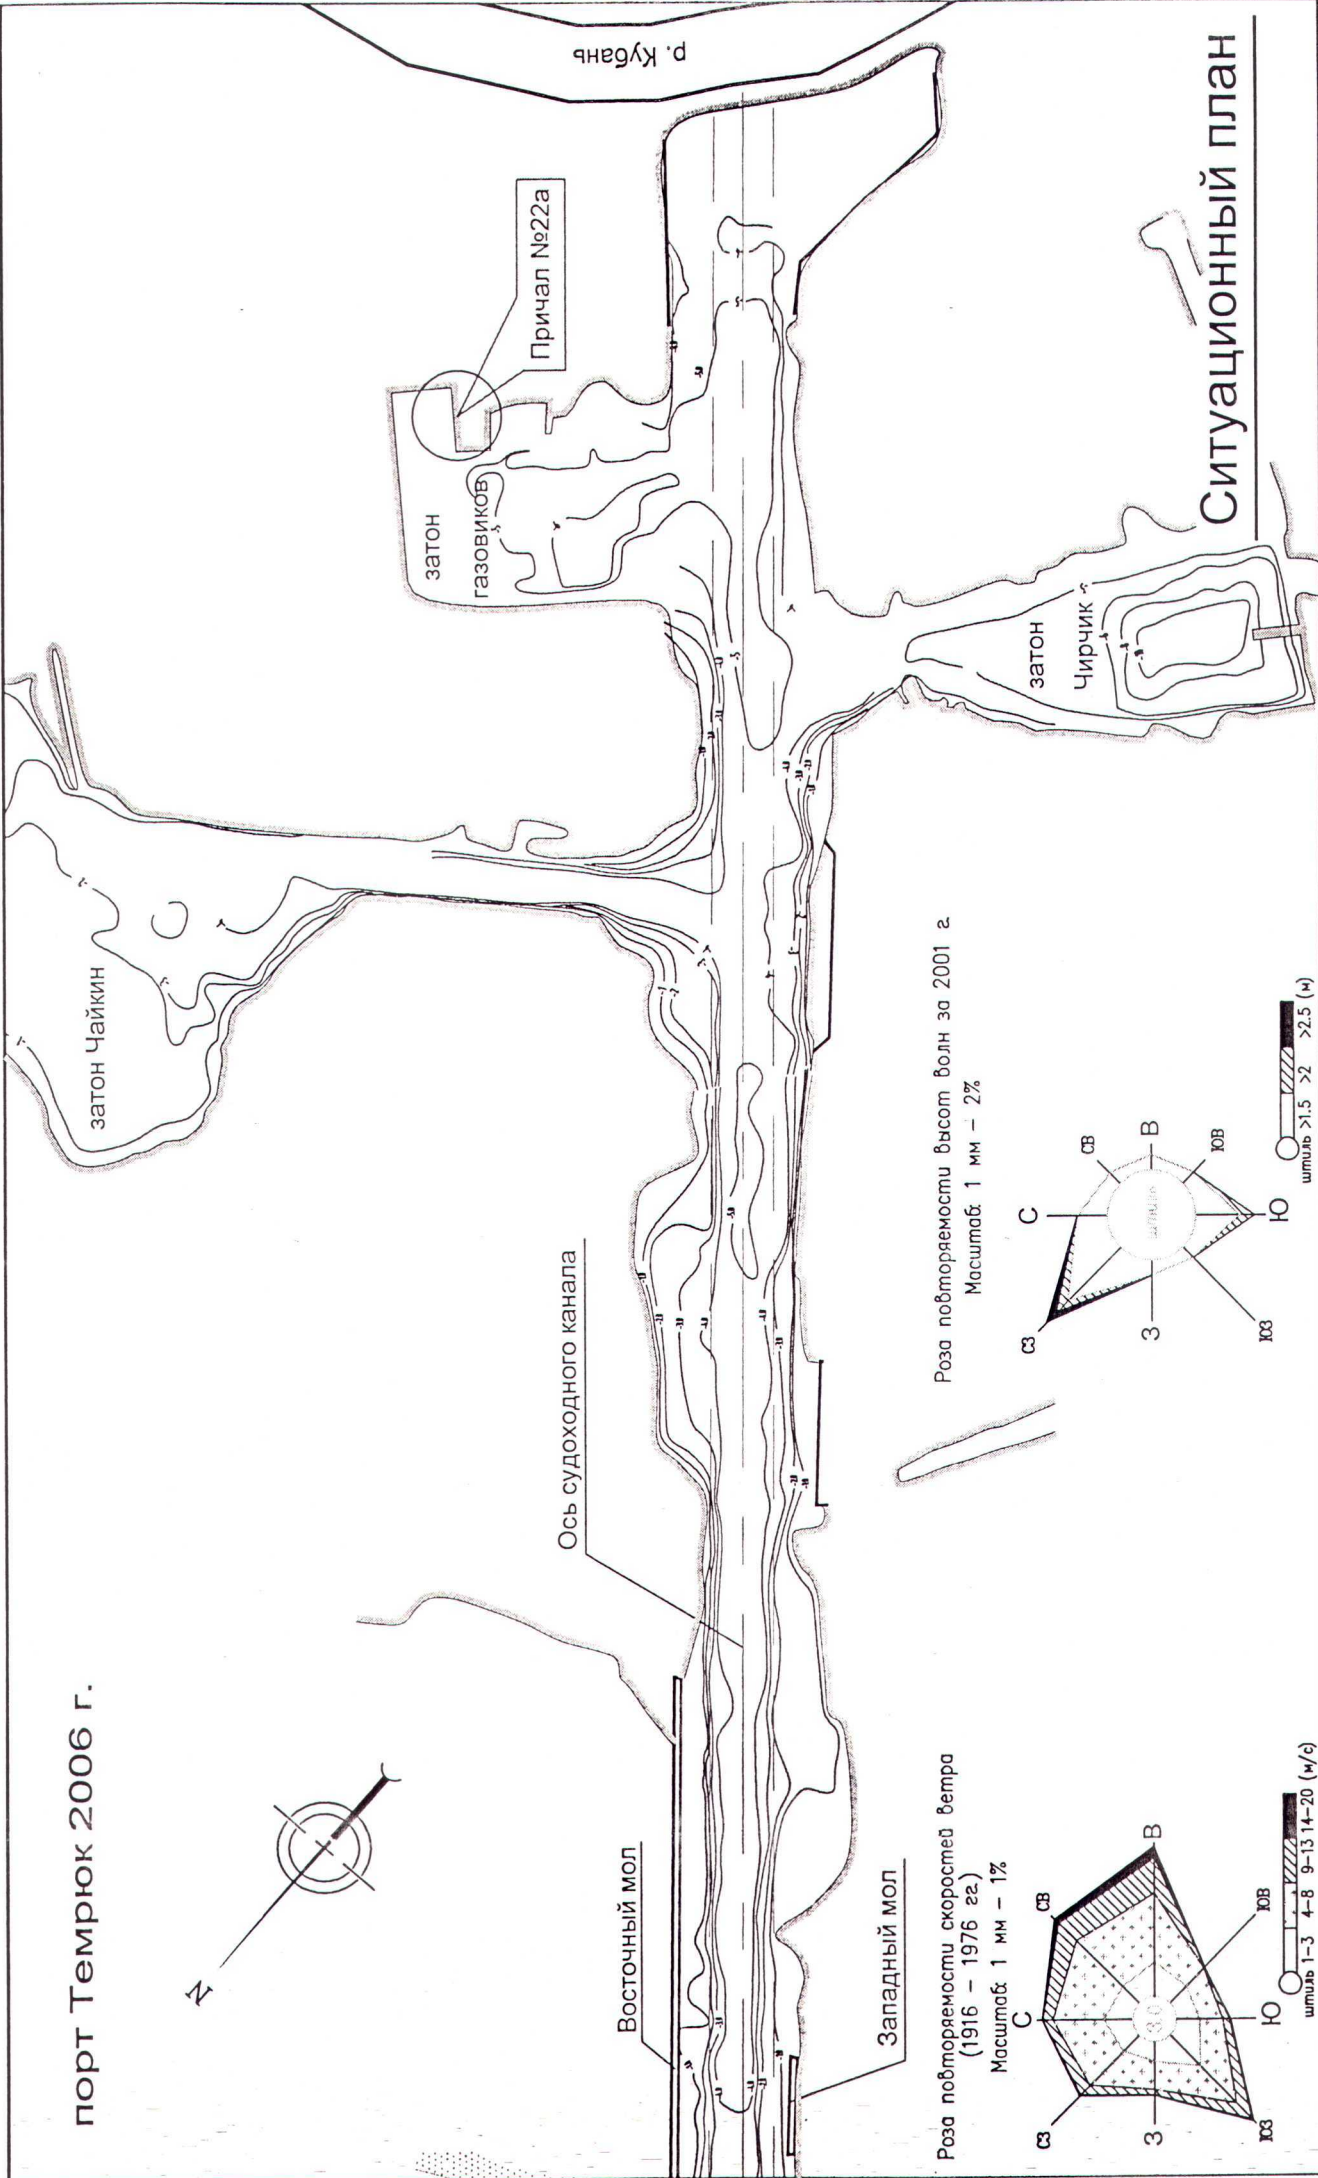 порт Темрюк 2006 г.
N
затон Чайкин
затон
газовиков
Причал №22а
р. Кубань
Ось судоходного канала
Восточный мол
Западный мол
затон
Чирчик
Роза повторяемости скоростей ветра
(1916 – 1976 гг.)
Масштаб: 1 мм – 1%
С
СВ
В
ЮВ
Ю
ЮЗ
З
СЗ
3.0
штиль 1–3 4–8 9–13 14–20 (м/с)
Роза повторяемости высот волн за 2001 г.
Масштаб: 1 мм – 2%
С
СВ
В
ЮВ
Ю
ЮЗ
З
СЗ
штиль
штиль >1.5 >2 >2.5 (м)
Ситуационный план